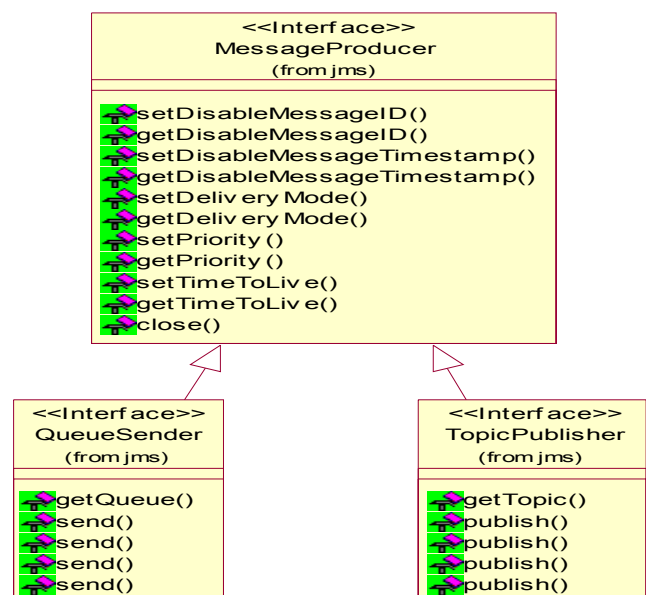 <<Interface>>
MessageProducer
(from jms)
setDisableMessageID()
getDisableMessageID()
setDisableMessageTimestamp()
getDisableMessageTimestamp()
setDeliveryMode()
getDeliveryMode()
setPriority()
getPriority()
setTimeToLive()
getTimeToLive()
close()
<<Interface>>
QueueSender
(from jms)
getQueue()
send()
send()
send()
send()
<<Interface>>
TopicPublisher
(from jms)
getTopic()
publish()
publish()
publish()
publish()